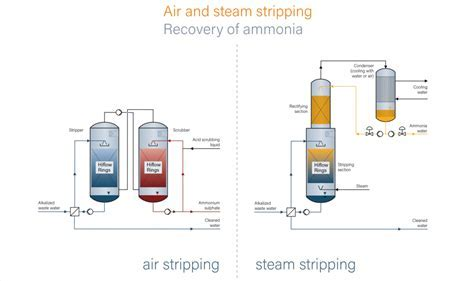 Air and steam stripping
Recovery of ammonia
Stripper
Scrubber
Acid scrubbing
liquid
Hiflow
Rings
Hiflow
Rings
Alkalized
waste water
Ammonium
sulphate
Cleaned
water
air stripping
Condenser
(cooling with
water or air)
Rectifying
section
Cooling
water
Ammonia
water
Hiflow
Rings
Stripping
section
Steam
Alkalized
waste water
Cleaned
water
steam stripping